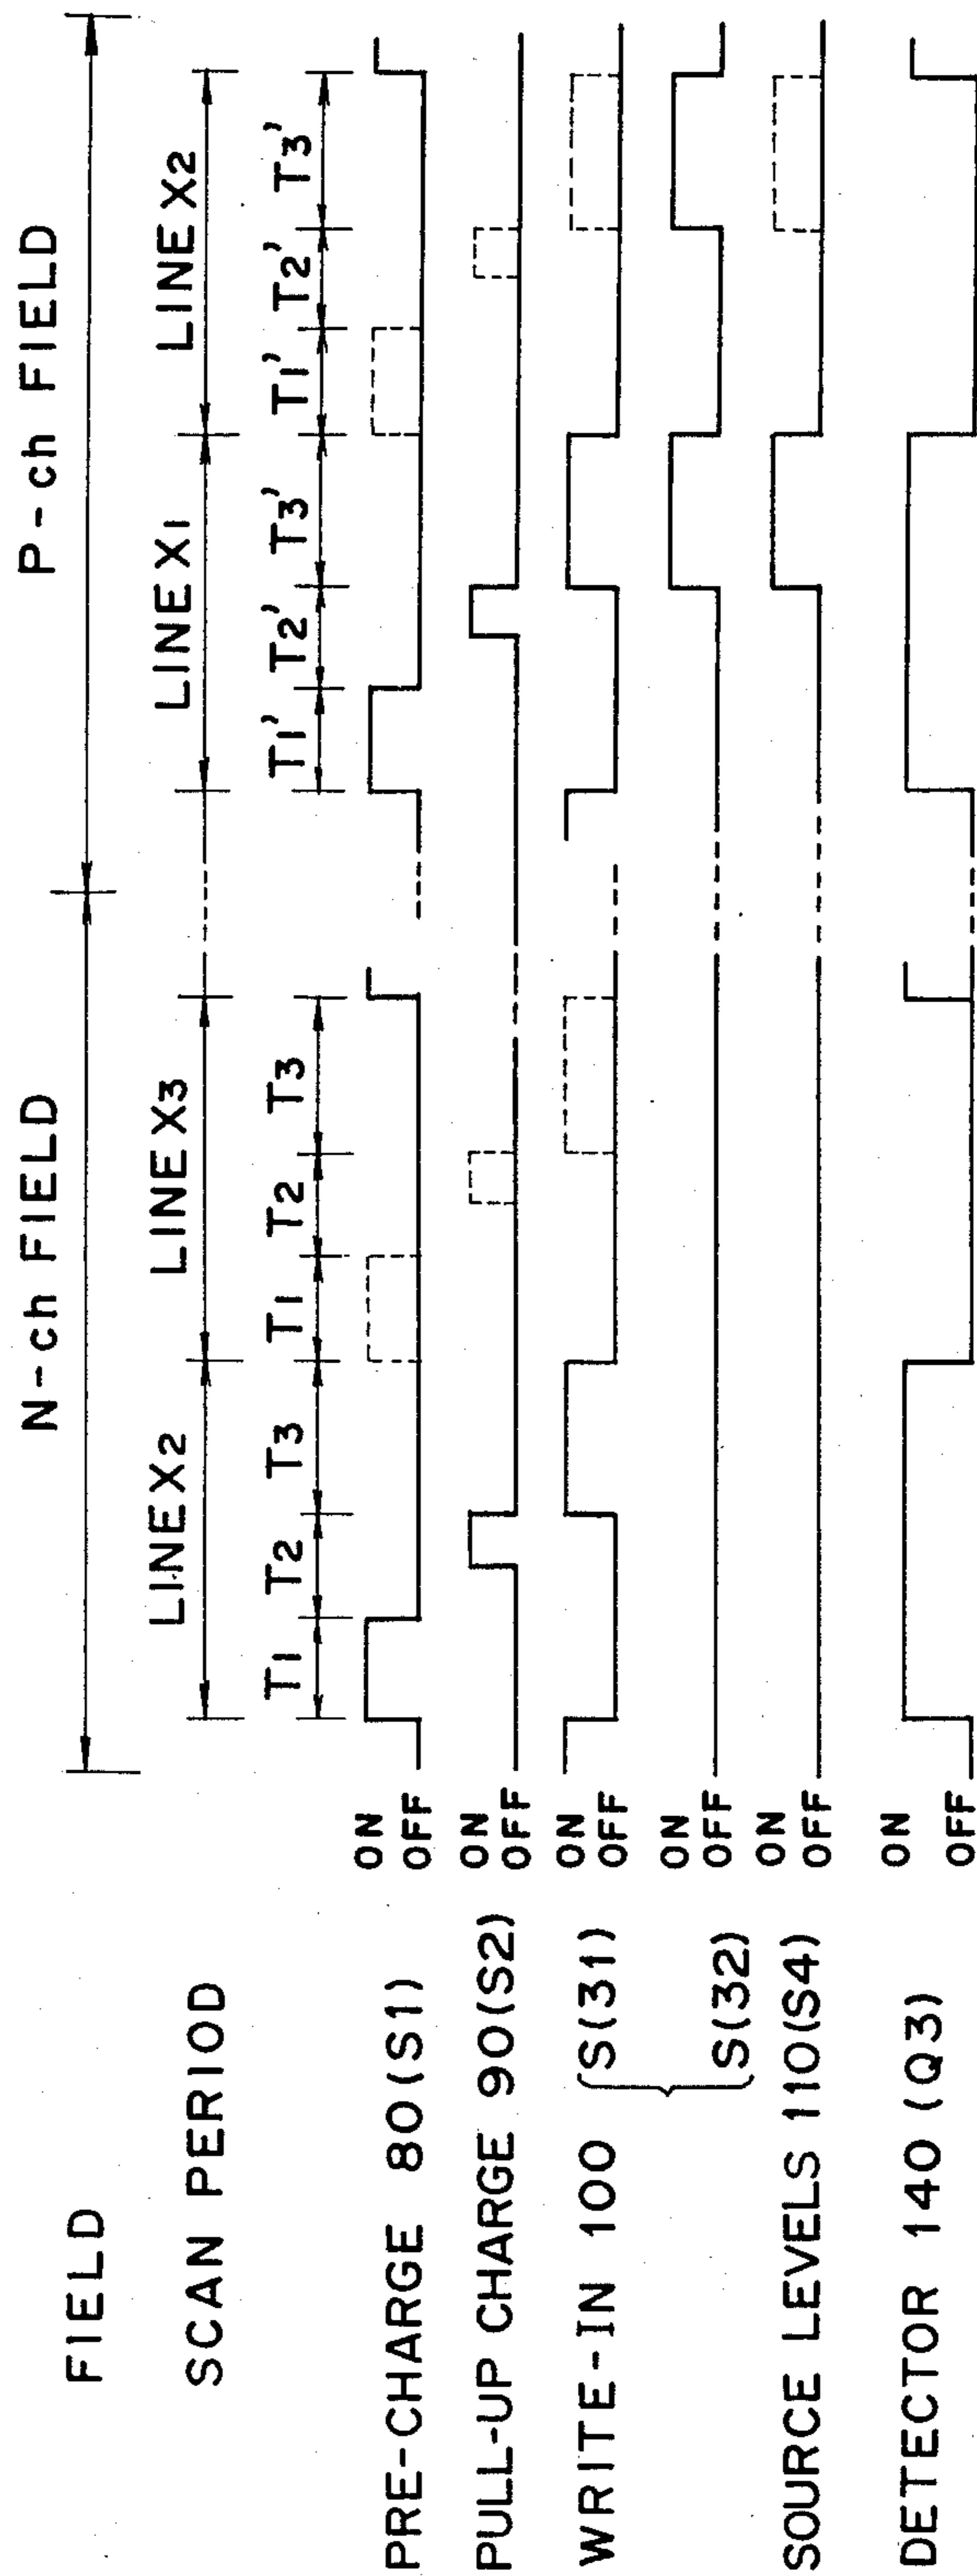 FIELD
N-ch FIELD
P-ch FIELD
SCAN PERIOD
LINE X2
LINE X3
LINE X1
LINE X2
T1 T2 T3 T1 T2 T3 T1' T2' T3' T1' T2' T3'
PRE-CHARGE 80(S1)
ON
OFF
PULL-UP CHARGE 90(S2)
ON
OFF
WRITE-IN 100
S(31)
ON
OFF
S(32)
ON
OFF
SOURCE LEVELS 110(S4)
ON
OFF
DETECTOR 140 (Q3)
ON
OFF